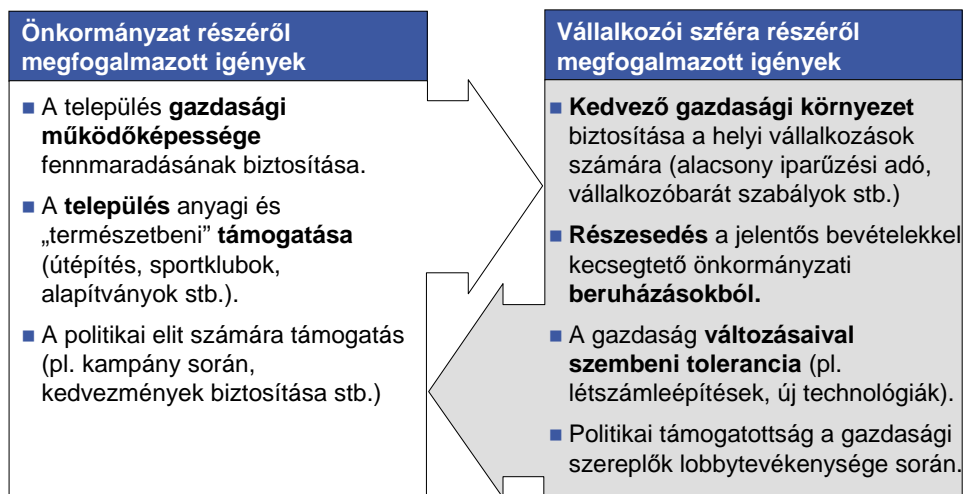 Önkormányzat részéről
megfogalmazott igények
■ A település gazdasági
működőképessége
fennmaradásának biztosítása.
■ A település anyagi és
„természetbeni” támogatása
(útépítés, sportklubok,
alapítványok stb.).
■ A politikai elit számára támogatás
(pl. kampány során,
kedvezmények biztosítása stb.)
Vállalkozói szféra részéről
megfogalmazott igények
■ Kedvező gazdasági környezet
biztosítása a helyi vállalkozások
számára (alacsony iparűzési adó,
vállalkozóbarát szabályok stb.)
■ Részesedés a jelentős bevételekkel
kecsegtető önkormányzati
beruházásokból.
■ A gazdaság változásaival
szembeni tolerancia (pl.
létszámleépítések, új technológiák).
■ Politikai támogatottság a gazdasági
szereplők lobbytevékenysége során.